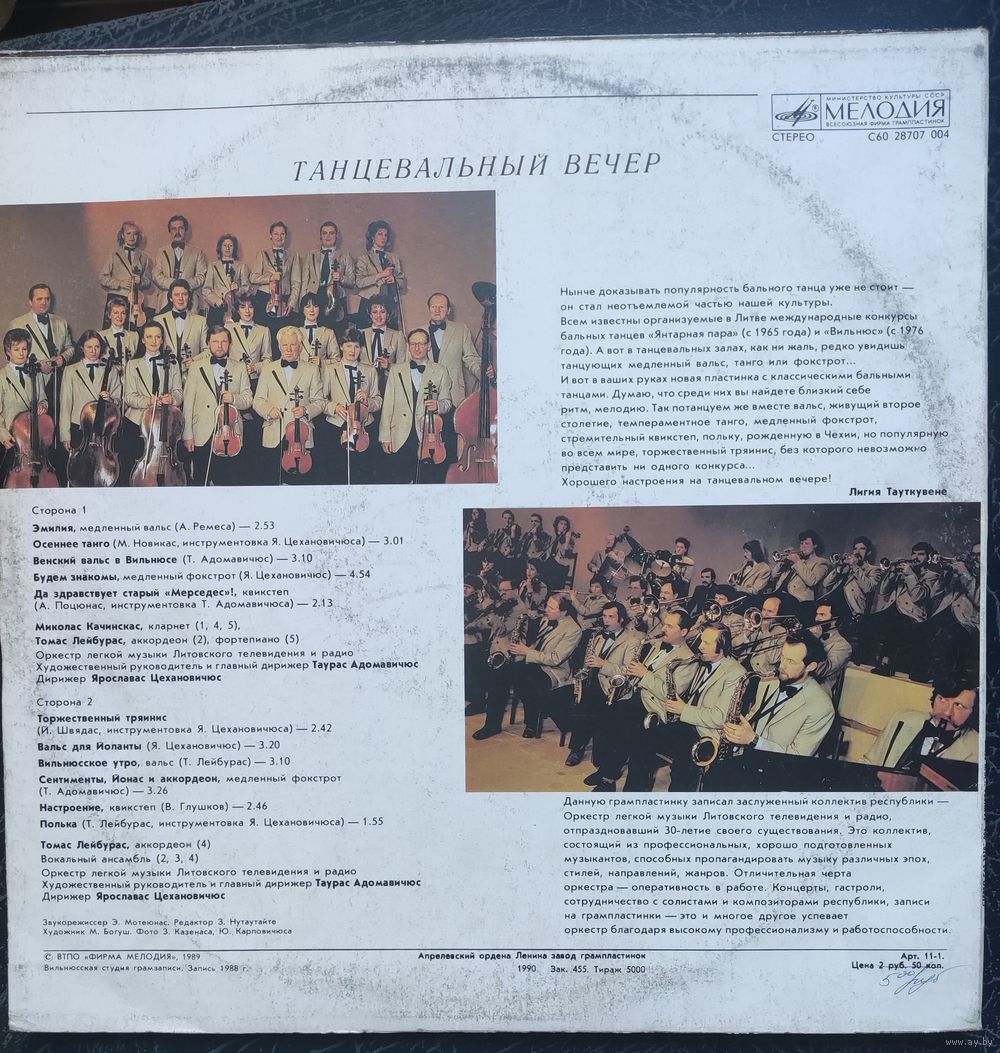 МИНИСТЕРСТВО КУЛЬТУРЫ СССР
МЕЛОДИЯ
ВСЕСОЮЗНАЯ ФИРМА ГРАМПЛАСТИНОК
СТЕРЕО С60 28707 004
ТАНЦЕВАЛЬНЫЙ ВЕЧЕР
Нынче доказывать популярность бального танца уже не стоит —
он стал неотъемлемой частью нашей культуры.
Всем известны организуемые в Литве международные конкурсы
бальных танцев «Янтарная пара» (с 1965 года) и «Вильнюс» (с 1976
года). А вот в танцевальных залах, как ни жаль, редко увидишь
танцующих медленный вальс, танго или фокстрот...
И вот в ваших руках новая пластинка с классическими бальными
танцами. Думаю, что среди них вы найдете близкий себе
ритм, мелодию. Так потанцуем же вместе вальс, живущий второе
столетие, темпераментное танго, медленный фокстрот,
стремительный квикстеп, польку, рожденную в Чехии, но популярную
во всем мире, торжественный трянис, без которого невозможно
представить ни одного конкурса...
Хорошего настроения на танцевальном вечере!
Лигия Тауткувене
Сторона 1
Эмилия, медленный вальс (А. Ремеса) — 2.53
Осеннее танго (М. Новикас, инструментовка Я. Цехановичюса) — 3.01
Венский вальс в Вильнюсе (Т. Адомавичюс) — 3.10
Будем знакомы, медленный фокстрот (Я. Цехановичюс) — 4.54
Да здравствует старый «Мерседес»!, квикстеп
(А. Поцюнас, инструментовка Т. Адомавичюса) — 2.13
Миколас Качинскас, кларнет (1, 4, 5),
Томас Лейбурас, аккордеон (2), фортепиано (5)
Оркестр легкой музыки Литовского телевидения и радио
Художественный руководитель и главный дирижер Таурас Адомавичюс
Дирижер Ярославас Цехановичюс
Сторона 2
Торжественный трянис
(Й. Швядас, инструментовка Я. Цехановичюса) — 2.42
Вальс для Йоланты (Я. Цехановичюс) — 3.20
Вильнюсское утро, вальс (Т. Лейбурас) — 3.10
Сентименты, Йонас и аккордеон, медленный фокстрот
(Т. Адомавичюс) — 3.26
Настроение, квикстеп (В. Глушков) — 2.46
Полька (Т. Лейбурас, инструментовка Я. Цехановичюса) — 1.55
Томас Лейбурас, аккордеон (4)
Вокальный ансамбль (2, 3, 4)
Оркестр легкой музыки Литовского телевидения и радио
Художественный руководитель и главный дирижер Таурас Адомавичюс
Дирижер Ярославас Цехановичюс
Звукорежиссер Э. Мотеюнас. Редактор З. Нутаутайте
Художник М. Богуш. Фото З. Казенаса, Ю. Карповичюса
Данную грампластинку записал заслуженный коллектив республики —
Оркестр легкой музыки Литовского телевидения и радио,
отпраздновавший 30-летие своего существования. Это коллектив,
состоящий из профессиональных, хорошо подготовленных
музыкантов, способных пропагандировать музыку различных эпох,
стилей, направлений, жанров. Отличительная черта
оркестра — оперативность в работе. Концерты, гастроли,
сотрудничество с солистами и композиторами республики, записи
на грампластинки — это и многое другое успевает
оркестр благодаря высокому профессионализму и работоспособности.
© ВТПО «ФИРМА МЕЛОДИЯ», 1989
Вильнюсская студия грамзаписи. Запись 1988 г.
Апрелевский ордена Ленина завод грампластинок
1990 Зак. 455. Тираж 5000
Арт. 11-1.
Цена 2 руб. 50 коп.
www.ay.by